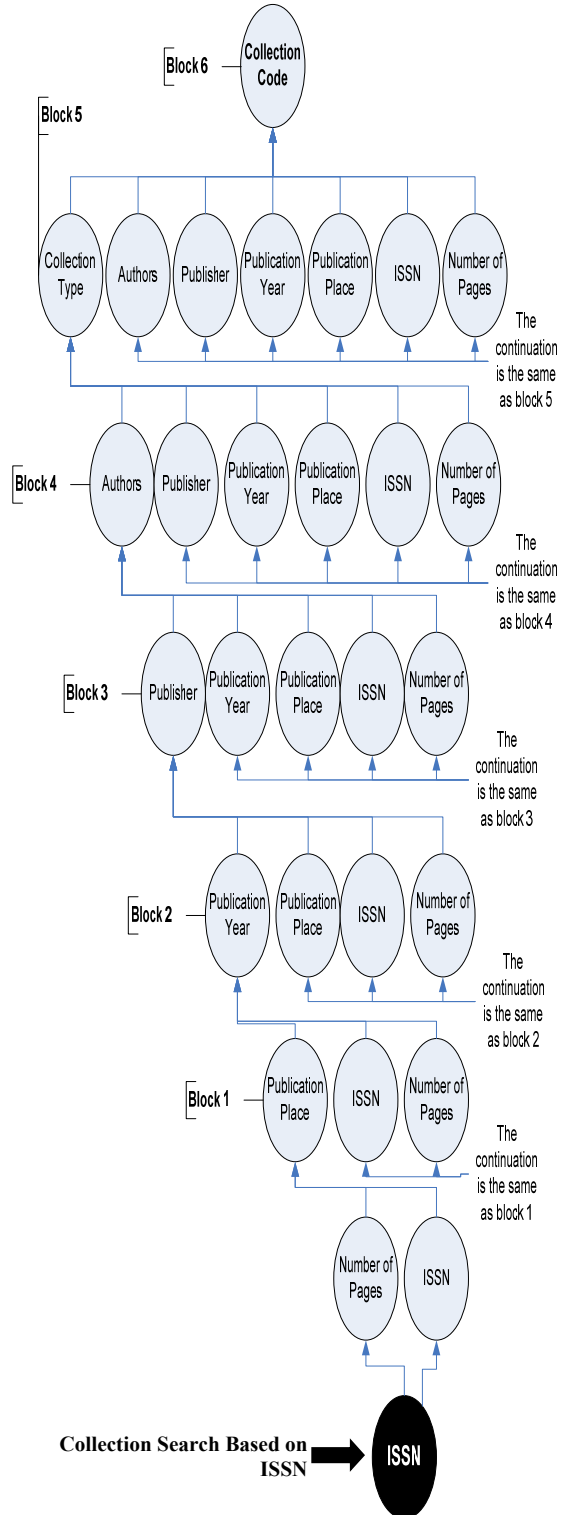 Block 6
Collection
Code
Block 5
Collection
Type
Authors
Publisher
Publication
Year
Publication
Place
ISSN
Number of
Pages
The
continuation
is the same
as block 5
Block 4
Authors
Publisher
Publication
Year
Publication
Place
ISSN
Number of
Pages
The
continuation
is the same
as block 4
Block 3
Publisher
Publication
Year
Publication
Place
ISSN
Number of
Pages
The
continuation
is the same
as block 3
Block 2
Publication
Year
Publication
Place
ISSN
Number of
Pages
The
continuation
is the same
as block 2
Block 1
Publication
Place
ISSN
Number of
Pages
The
continuation
is the same
as block 1
Number of
Pages
ISSN
Collection Search Based on
ISSN
ISSN